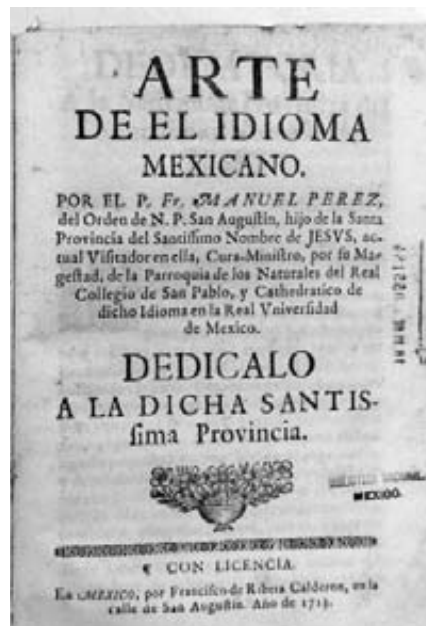 ARTE
DE EL IDIOMA
MEXICANO.
POR EL P. Fr. MANUEL PEREZ,
del Orden de N. P. San Augustin, hijo de la Santa
Provincia del Santissimo Nombre de JESVS, ac-
tual Visitador en ella, Cura-Ministro, por su Ma-
gestad, de la Parroquia de los Naturales del Real
Collegio de San Pablo, y Cathedratico de
dicho Idioma en la Real Vniversidad
de Mexico.
DEDICALO
A LA DICHA SANTIS-
sima Provincia.
MEXICO.
CON LICENCIA.
En MEXICO, por Francisco de Ribera Calderon, en la
calle de San Augustin. Año de 1713.